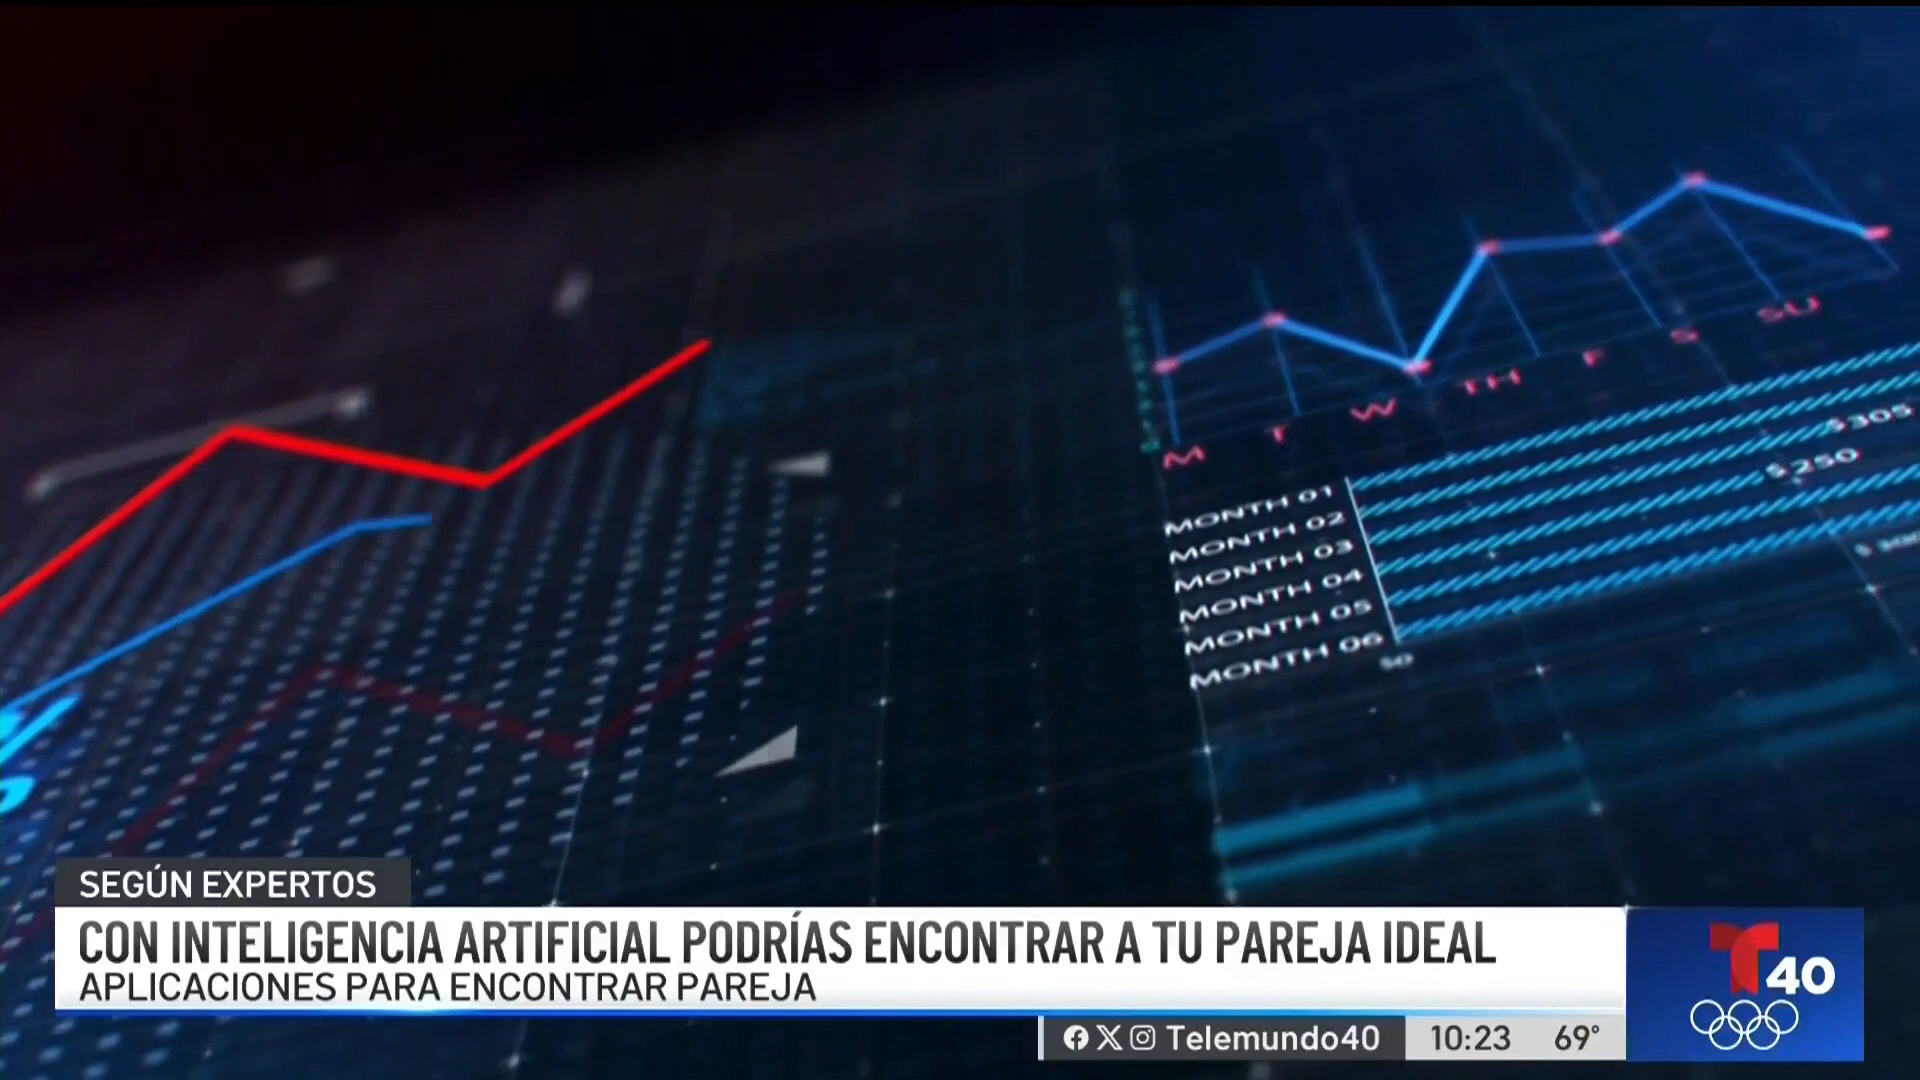 M T W TH F S SU
$305
$250
MONTH 01
MONTH 02
MONTH 03
MONTH 04
MONTH 05
MONTH 06
$0
SEGÚN EXPERTOS
CON INTELIGENCIA ARTIFICIAL PODRÍAS ENCONTRAR A TU PAREJA IDEAL
APLICACIONES PARA ENCONTRAR PAREJA
T 40
Telemundo40 10:23 69°